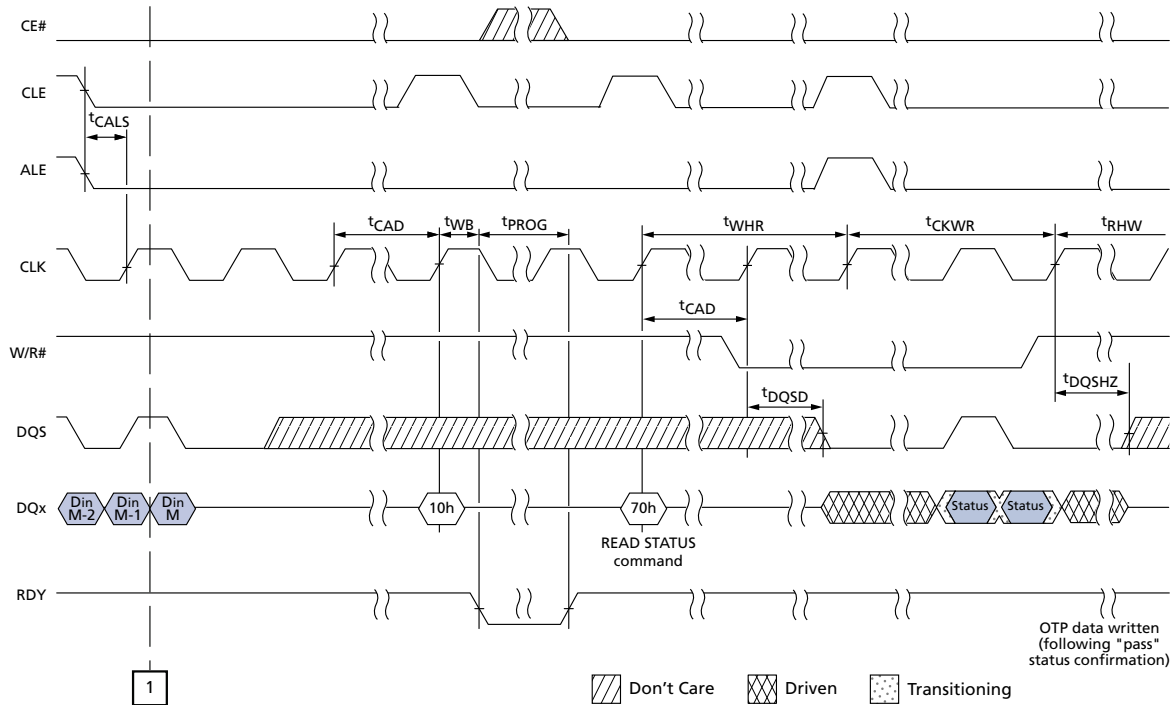 CE#
CLE
tCALS
ALE
tCAD
tWB
tPROG
tWHR
tCKWR
tRHW
CLK
tCAD
W/R#
tDQSD
tDQSHZ
DQS
DQx
Din M-2
Din M-1
Din M
10h
70h
Status
Status
READ STATUS
command
RDY
OTP data written
(following "pass"
status confirmation)
1
Don't Care
Driven
Transitioning